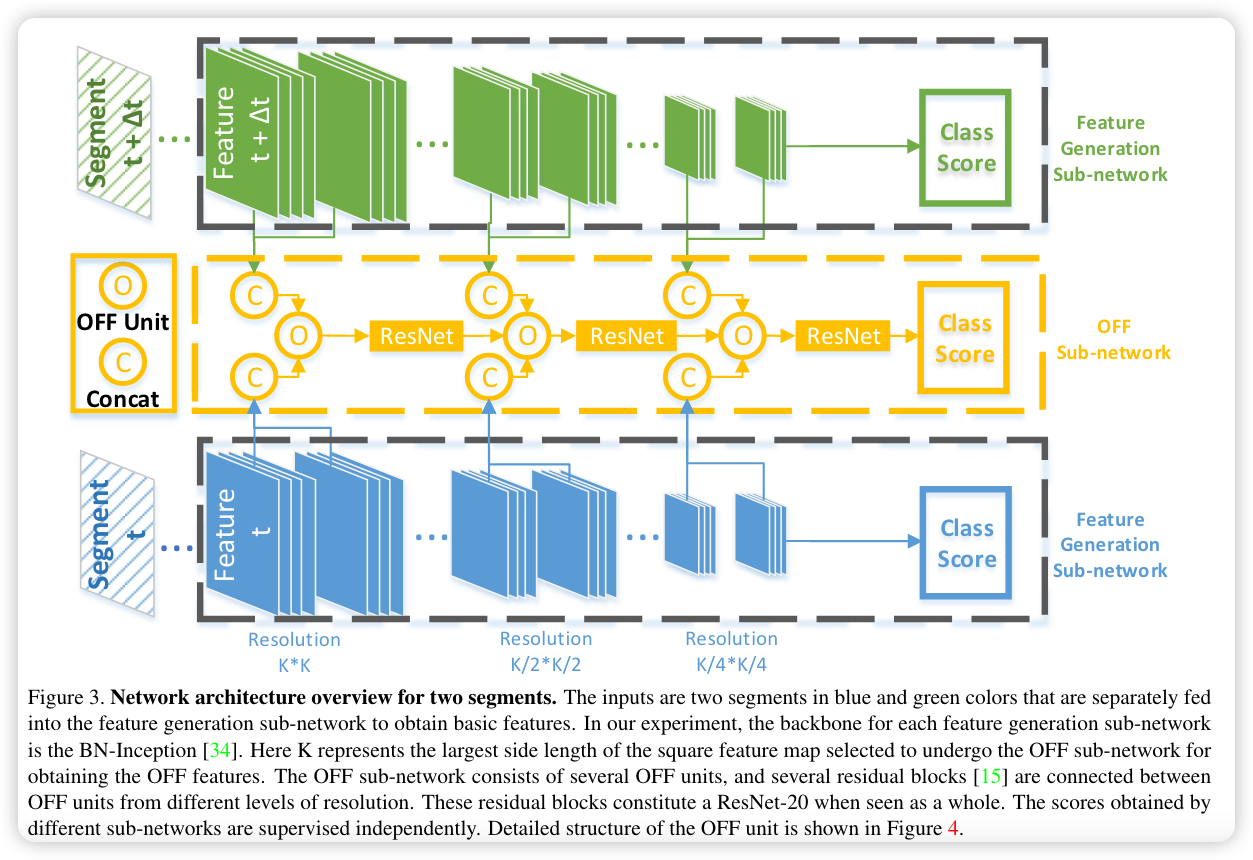 Segment
t + Δt
Feature
t + Δt
Class
Score
Feature
Generation
Sub-network
O
OFF Unit
C
Concat
C
C
C
O
ResNet
O
ResNet
O
ResNet
C
C
C
Class
Score
OFF
Sub-network
Segment
t
Feature
t
Class
Score
Feature
Generation
Sub-network
Resolution
K*K
Resolution
K/2*K/2
Resolution
K/4*K/4
Figure 3. Network architecture overview for two segments. The inputs are two segments in blue and green colors that are separately fed
into the feature generation sub-network to obtain basic features. In our experiment, the backbone for each feature generation sub-network
is the BN-Inception [34]. Here K represents the largest side length of the square feature map selected to undergo the OFF sub-network for
obtaining the OFF features. The OFF sub-network consists of several OFF units, and several residual blocks [15] are connected between
OFF units from different levels of resolution. These residual blocks constitute a ResNet-20 when seen as a whole. The scores obtained by
different sub-networks are supervised independently. Detailed structure of the OFF unit is shown in Figure 4.